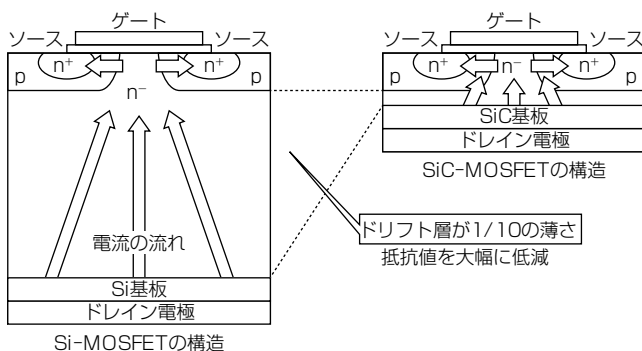 ゲート
ソース
ソース
n⁺
n⁺
p
p
n⁻
電流の流れ
Si基板
ドレイン電極
Si-MOSFETの構造
ゲート
ソース
ソース
n⁺
n⁺
p
p
n⁻
SiC基板
ドレイン電極
SiC-MOSFETの構造
ドリフト層が1/10の薄さ
抵抗値を大幅に低減